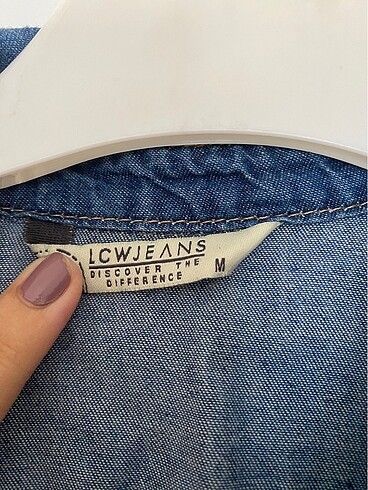 LCWJEANS
DISCOVER THE
DIFFERENCE
M